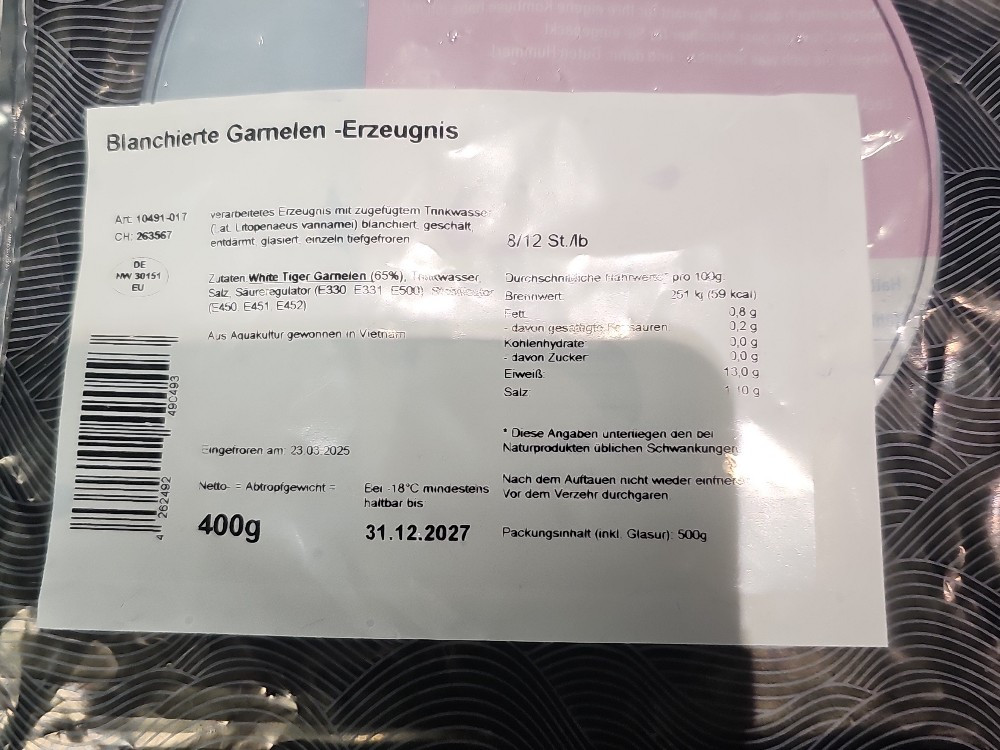 Blanchierte Garnelen -Erzeugnis
Art. 10491-017
CH: 263567
DE
NW 30151
EU
verarbeitetes Erzeugnis mit zugefügtem Trinkwasser
(Lat. Litopenaeus vannamei) blanchiert, geschält,
entdarmt, glasiert, einzeln tiefgefroren
8/12 St./lb
Zutaten: White Tiger Garnelen (65%), Trinkwasser,
Salz, Säureregulator (E330, E331, E500), Stabilisator
(E450, E451, E452)
Aus Aquakultur gewonnen in Vietnam
Durchschnittliche Nährwerte* pro 100g:
Brennwert: 251 kj (59 kcal)
Fett: 0,8 g
- davon gesättigte Fettsäuren: 0,2 g
Kohlenhydrate: 0,0 g
- davon Zucker: 0,0 g
Eiweiß: 13,0 g
Salz:
* Diese Angaben unterliegen den bei
Naturprodukten üblichen Schwankungen
Nach dem Auftauen nicht wieder
Vor dem Verzehr durchgaren
Packungsinhalt (inkl. Glasur): 500g
Eingefroren am: 23.03.2025
Netto- = Abtropfgewicht =
400g
Bei -18°C mindestens
haltbar bis
31.12.2027
4 262492 490493